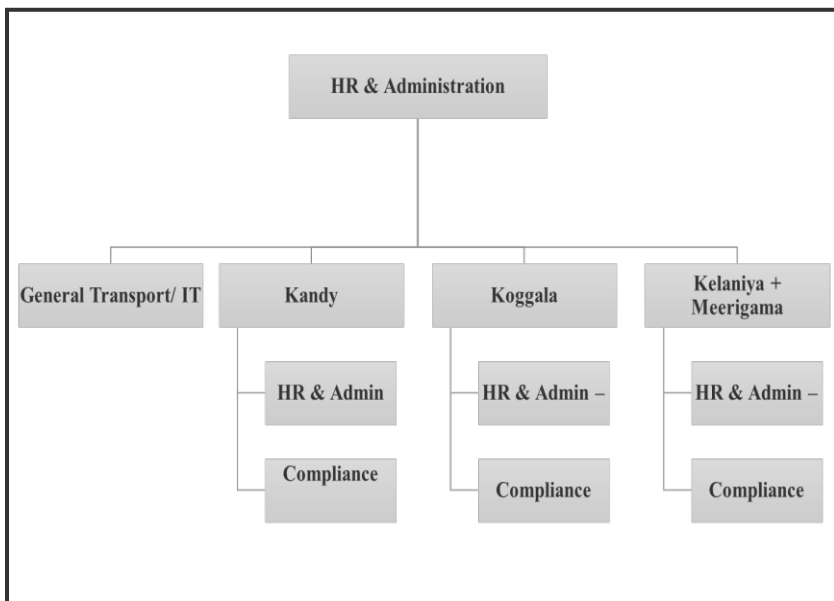 HR & Administration
General Transport/ IT
Kandy
Koggala
Kelaniya +
Meerigama
HR & Admin
HR & Admin –
HR & Admin –
Compliance
Compliance
Compliance